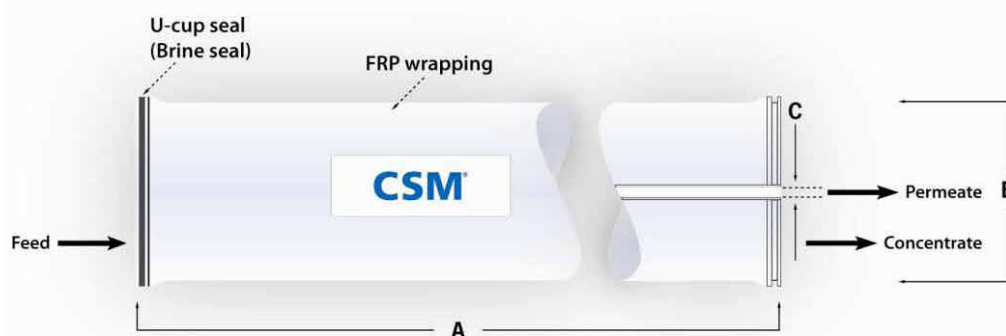 U-cup seal
(Brine seal)
FRP wrapping
C
CSM®
Permeate
Feed
Concentrate
A